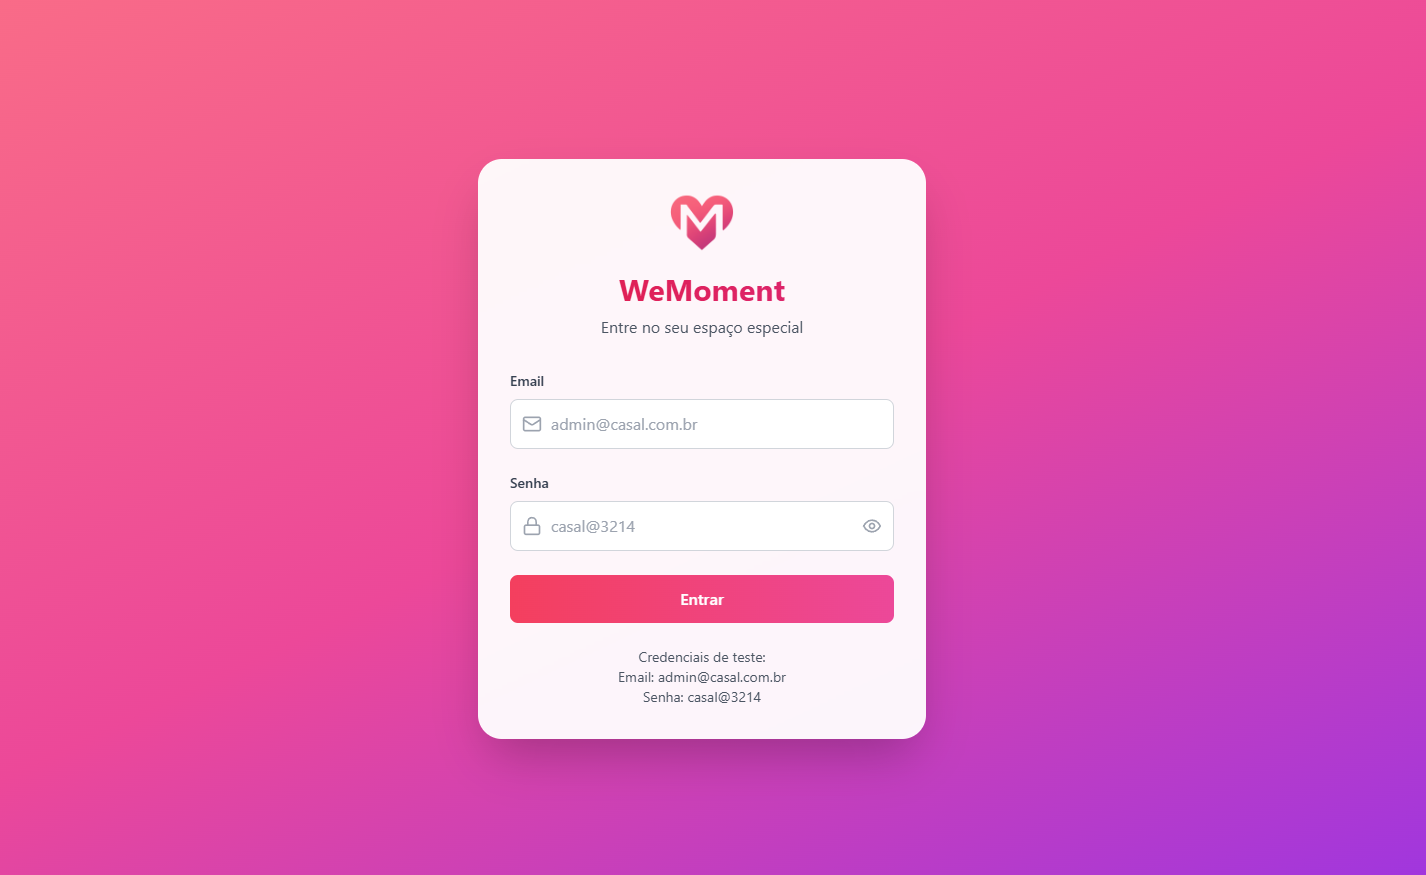 M
WeMoment
Entre no seu espaço especial
Email
admin@casal.com.br
Senha
casal@3214
Entrar
Credenciais de teste:
Email: admin@casal.com.br
Senha: casal@3214